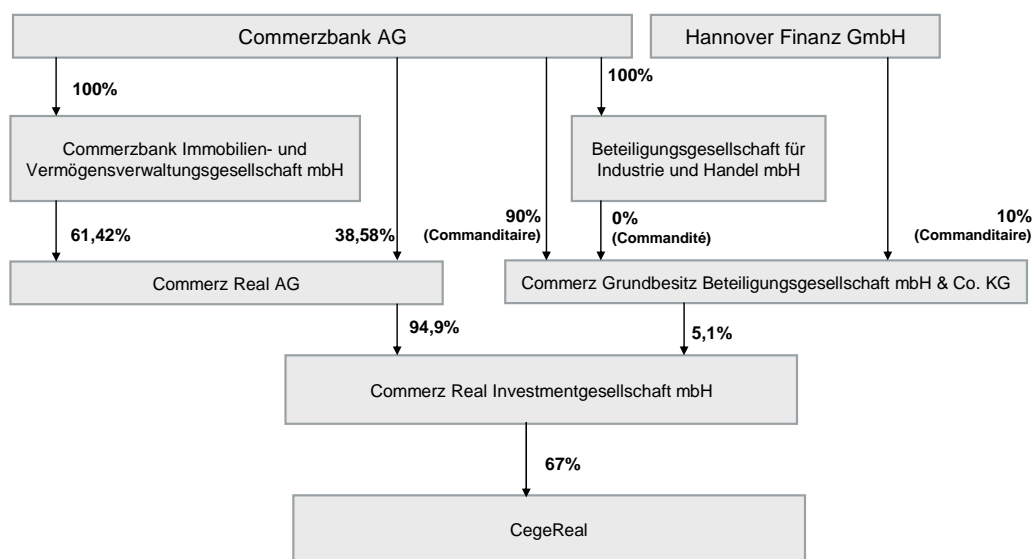 Commerzbank AG
Hannover Finanz GmbH
100%
100%
Commerzbank Immobilien- und
Vermögensverwaltungsgesellschaft mbH
Beteiligungsgesellschaft für
Industrie und Handel mbH
61,42%
38,58%
90%
(Commanditaire)
0%
(Commandité)
10%
(Commanditaire)
Commerz Real AG
Commerz Grundbesitz Beteiligungsgesellschaft mbH & Co. KG
94,9%
5,1%
Commerz Real Investmentgesellschaft mbH
67%
CegeReal